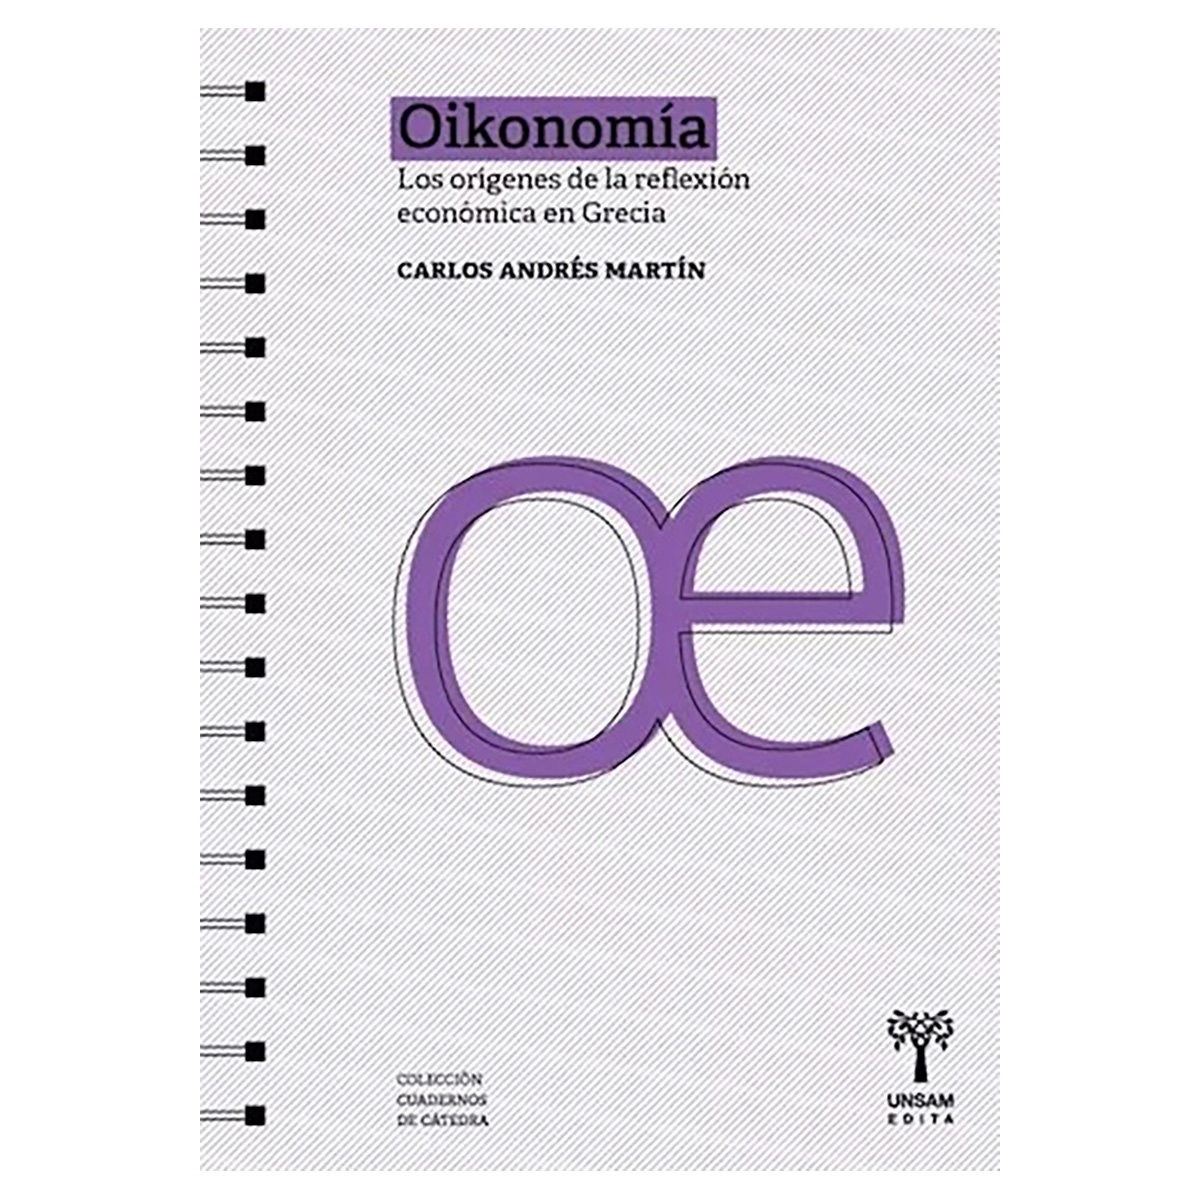 Oikonomía
Los orígenes de la reflexión
económica en Grecia
CARLOS ANDRÉS MARTÍN
œ
COLECCIÓN
CUADERNOS
DE CÁTEDRA
UNSAM
EDITA